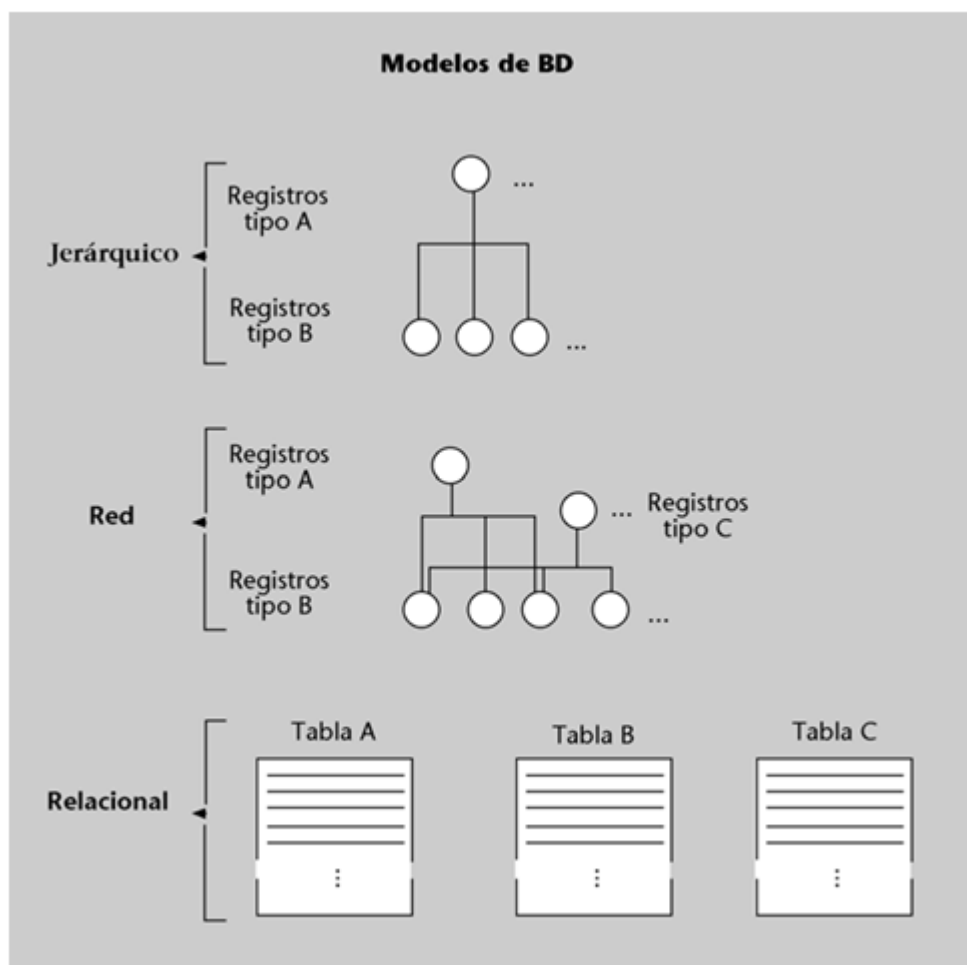 Modelos de BD
Jerárquico
Registros
tipo A
...
Registros
tipo B
...
Red
Registros
tipo A
... Registros
tipo C
Registros
tipo B
...
Relacional
Tabla A
Tabla B
Tabla C